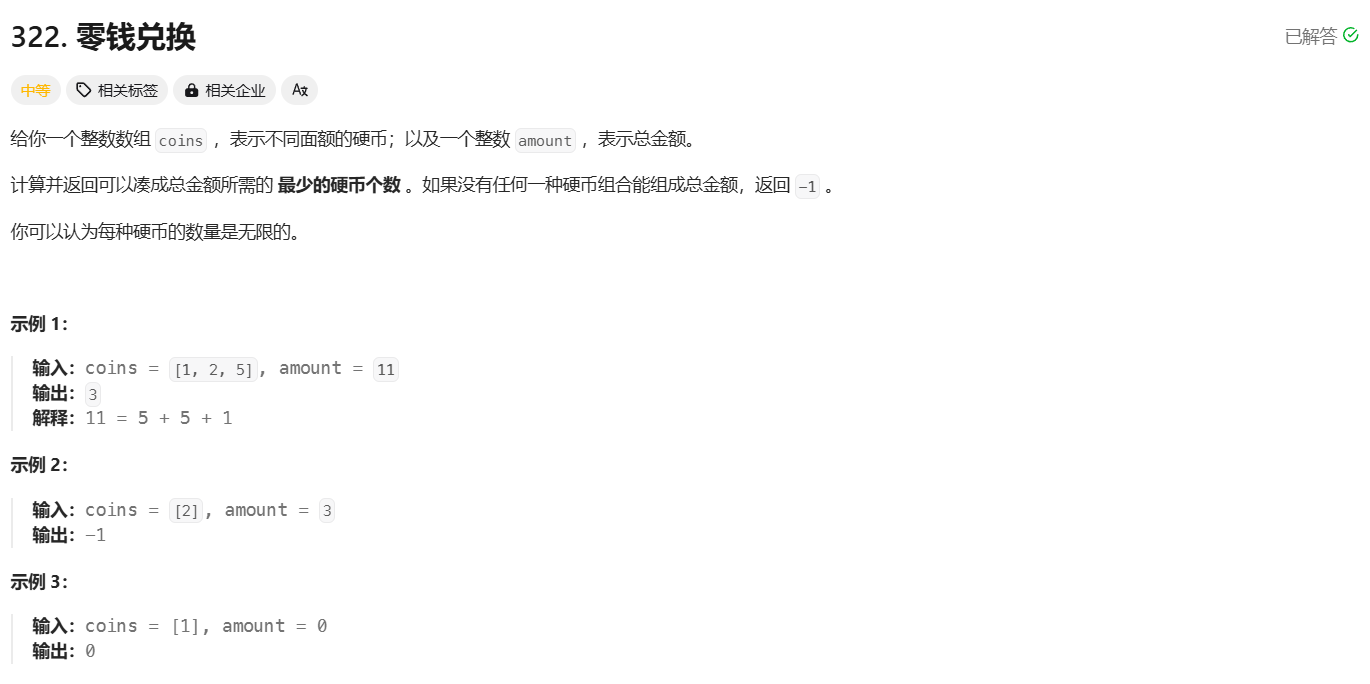 322. 零钱兑换
已解答
中等 相关标签 相关企业 Ax
给你一个整数数组 coins ，表示不同面额的硬币；以及一个整数 amount ，表示总金额。
计算并返回可以凑成总金额所需的 最少的硬币个数 。如果没有任何一种硬币组合能组成总金额，返回 -1 。
你可以认为每种硬币的数量是无限的。
示例 1：
输入：coins = [1, 2, 5], amount = 11
输出：3
解释：11 = 5 + 5 + 1
示例 2：
输入：coins = [2], amount = 3
输出：-1
示例 3：
输入：coins = [1], amount = 0
输出：0